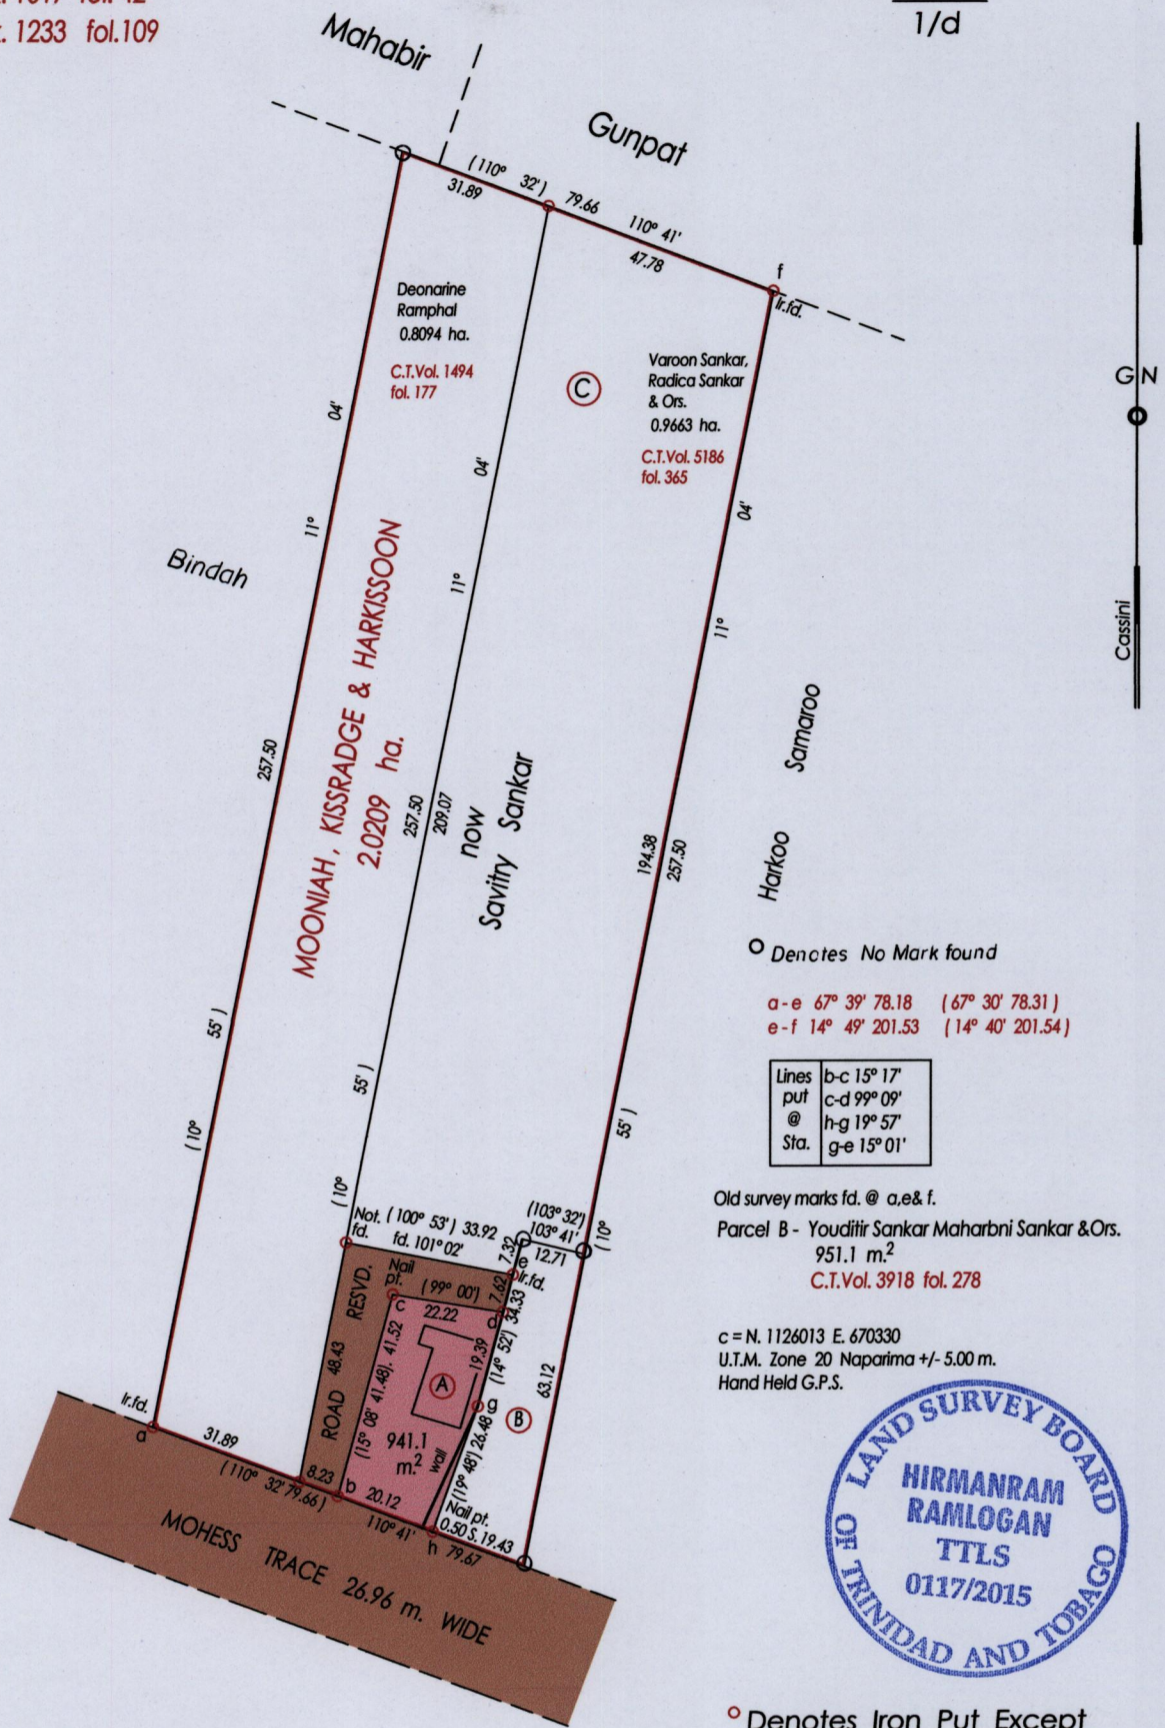 fol.
. 1233 fol.109
1/d
Mahabir
Gunpat
(110° 32')
31.89
79.66
110° 41'
47.78
f
Ir.fd.
Deonarine
Ramphal
0.8094 ha.
C.T.Vol. 1494
fol. 177
C
Varoon Sankar,
Radica Sankar
& Ors.
0.9663 ha.
C.T.Vol. 5186
fol. 365
G N
Cassini
04'
11°
04'
11°
04'
11°
Bindah
MOONIAH, KISSRADGE & HARKISSOON
2.0209 ha.
257.50
257.50
209.07
now
Savitry Sankar
194.38
257.50
Harkoo Samaroo
Denotes No Mark found
a-e 67° 39' 78.18 (67° 30' 78.31)
e-f 14° 49' 201.53 (14° 40' 201.54)
Lines b-c 15° 17'
put c-d 99° 09'
@ h-g 19° 57'
Sta. g-e 15° 01'
55')
(10°
55')
(10°
55')
(10°
Old survey marks fd. @ a,e& f.
Parcel B - Youditir Sankar Maharbni Sankar &Ors.
951.1 m.²
C.T.Vol. 3918 fol. 278
Not. (100° 53') 33.92
fd. fd. 101° 02'
(103° 32')
103° 41'
12.71
7.32
e
Ir.fd.
Nail
pt.
c
(99° 00')
22.22
7.62
34.33
d
c = N. 1126013 E. 670330
U.T.M. Zone 20 Naparima +/- 5.00 m.
Hand Held G.P.S.
ROAD 48.43 RESVD.
(15° 08' 41.48). 41.52
19.39
(14° 52')
A
g
B
63.12
941.1
m.²
wall
(19° 48') 26.48
Ir.fd.
a
31.89
(110° 32' 79.66)
8.23
b
20.12
110° 41'
h
79.67
Nail pt.
0.50 S. 19.43
MOHESS TRACE 26.96 m. WIDE
LAND SURVEY BOARD
HIRMANRAM
RAMLOGAN
TTLS
0117/2015
OF TRINIDAD AND TOBAGO
Denotes Iron Put Except